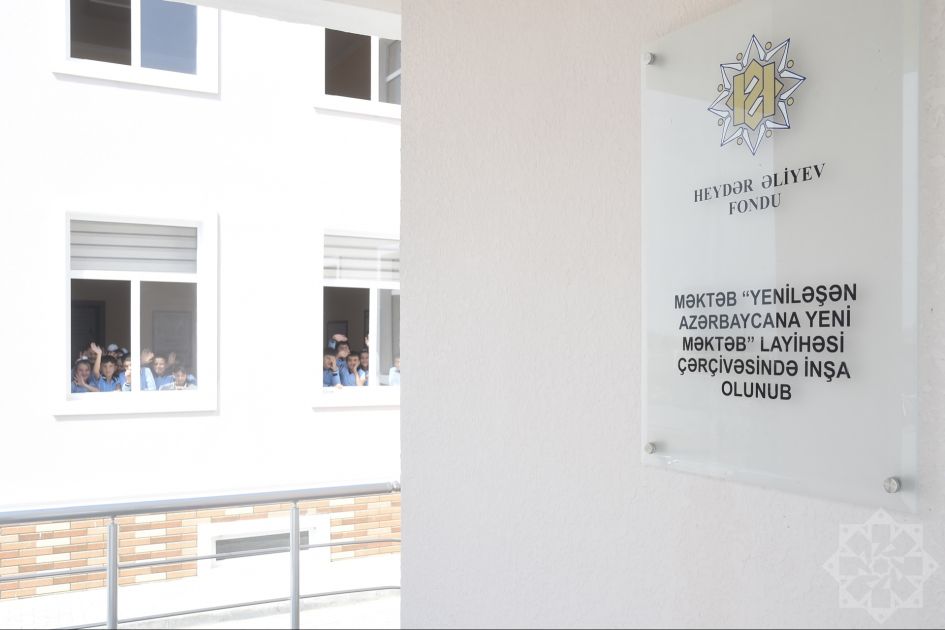 HEYDƏR ƏLİYEV
FONDU
MƏKTƏB “YENİLƏŞƏN
AZƏRBAYCANA YENİ
MƏKTƏB” LAYİHƏSİ
ÇƏRÇİVƏSİNDƏ İNŞA
OLUNUB